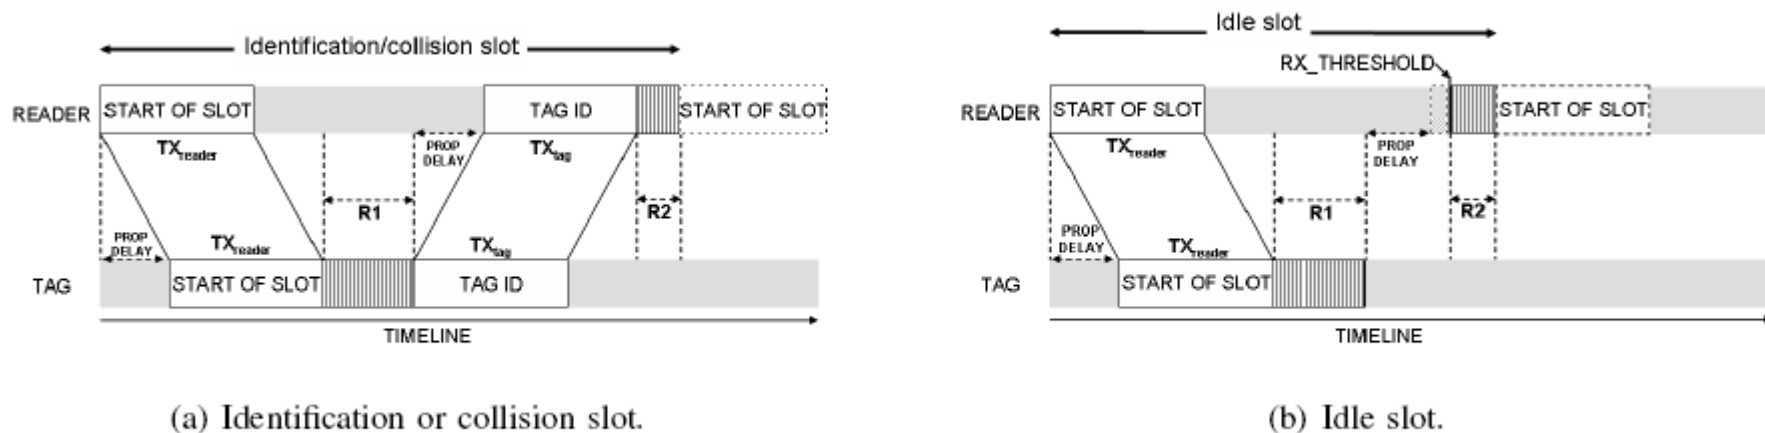 Identification/collision slot
READER
START OF SLOT
TAG ID
START OF SLOT
TXreader
PROP
DELAY
TXtag
R1
R2
PROP
DELAY
TXreader
TXtag
TAG
START OF SLOT
TAG ID
TIMELINE
(a) Identification or collision slot.
Idle slot
RX_THRESHOLD
READER
START OF SLOT
START OF SLOT
TXreader
PROP
DELAY
R1
R2
PROP
DELAY
TXreader
TAG
START OF SLOT
TIMELINE
(b) Idle slot.